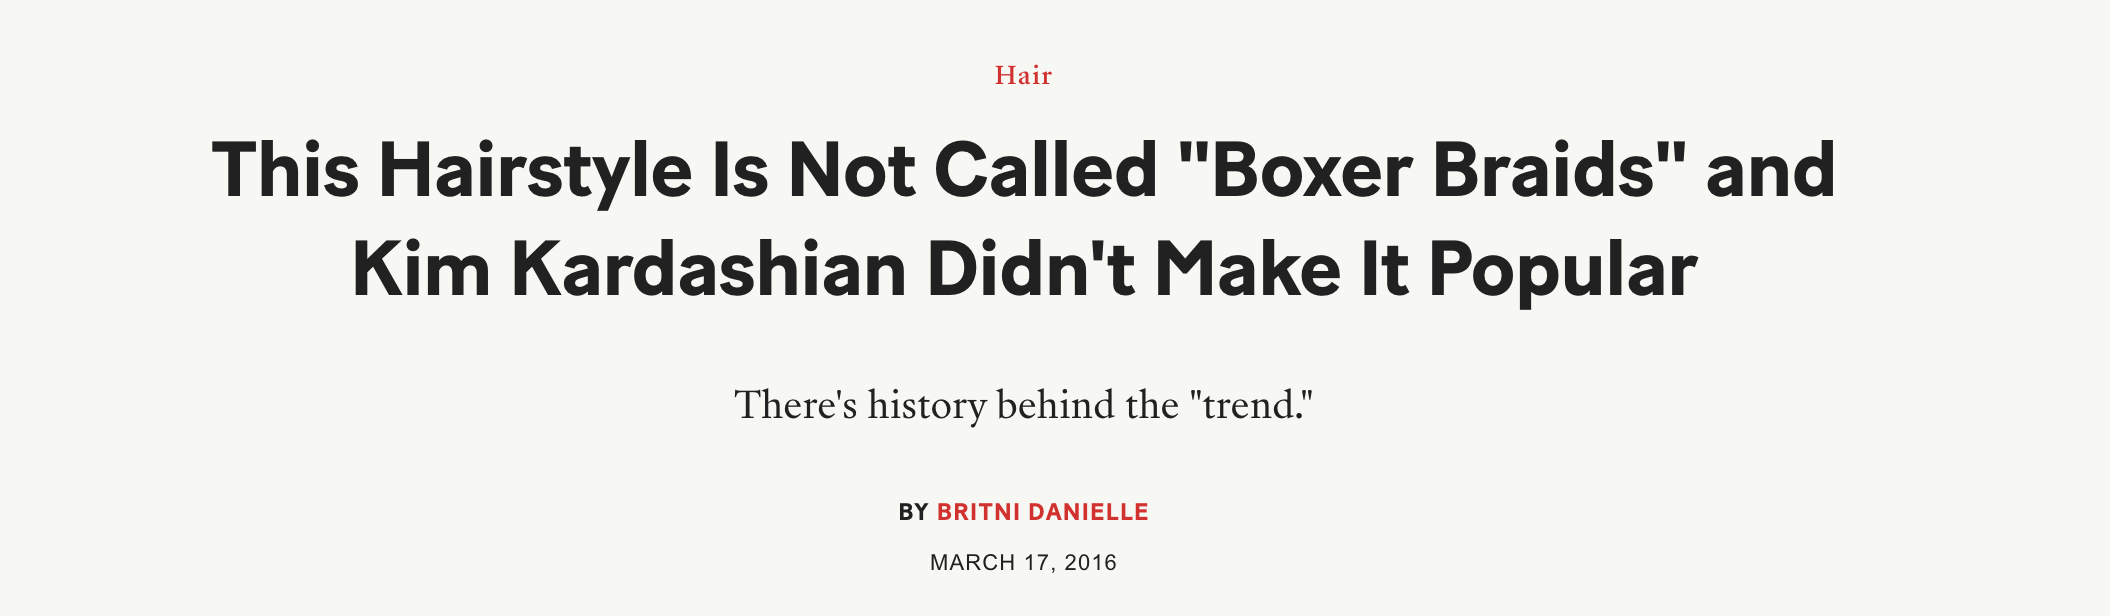 Hair
This Hairstyle Is Not Called "Boxer Braids" and
Kim Kardashian Didn't Make It Popular
There's history behind the "trend."
BY BRITNI DANIELLE
MARCH 17, 2016